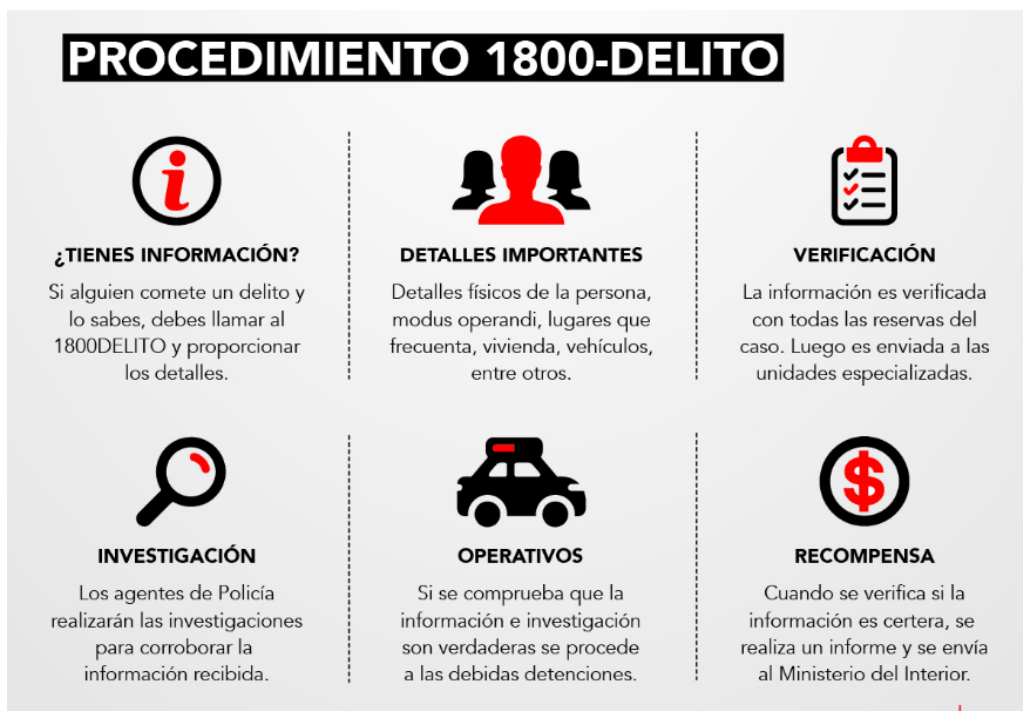 PROCEDIMIENTO 1800-DELITO
¿TIENES INFORMACIÓN?
Si alguien comete un delito y
lo sabes, debes llamar al
1800DELITO y proporcionar
los detalles.
DETALLES IMPORTANTES
Detalles físicos de la persona,
modus operandi, lugares que
frecuenta, vivienda, vehículos,
entre otros.
VERIFICACIÓN
La información es verificada
con todas las reservas del
caso. Luego es enviada a las
unidades especializadas.
INVESTIGACIÓN
Los agentes de Policía
realizarán las investigaciones
para corroborar la
información recibida.
OPERATIVOS
Si se comprueba que la
información e investigación
son verdaderas se procede
a las debidas detenciones.
RECOMPENSA
Cuando se verifica si la
información es certera, se
realiza un informe y se envía
al Ministerio del Interior.